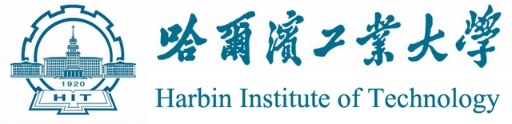 1920
HIT
哈爾濱工業大學
Harbin Institute of Technology